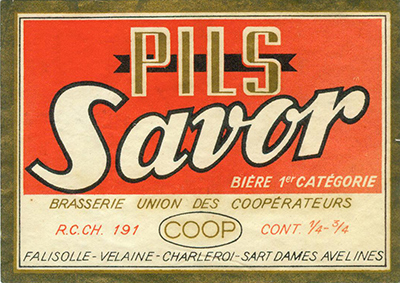 PILS
Savor
BIÈRE 1er CATÉGORIE
BRASSERIE UNION DES COOPÉRATEURS
R.C.CH. 191 COOP CONT. 1/4-3/4
FALISOLLE-VELAINE-CHARLEROI-SART DAMES AVELINES